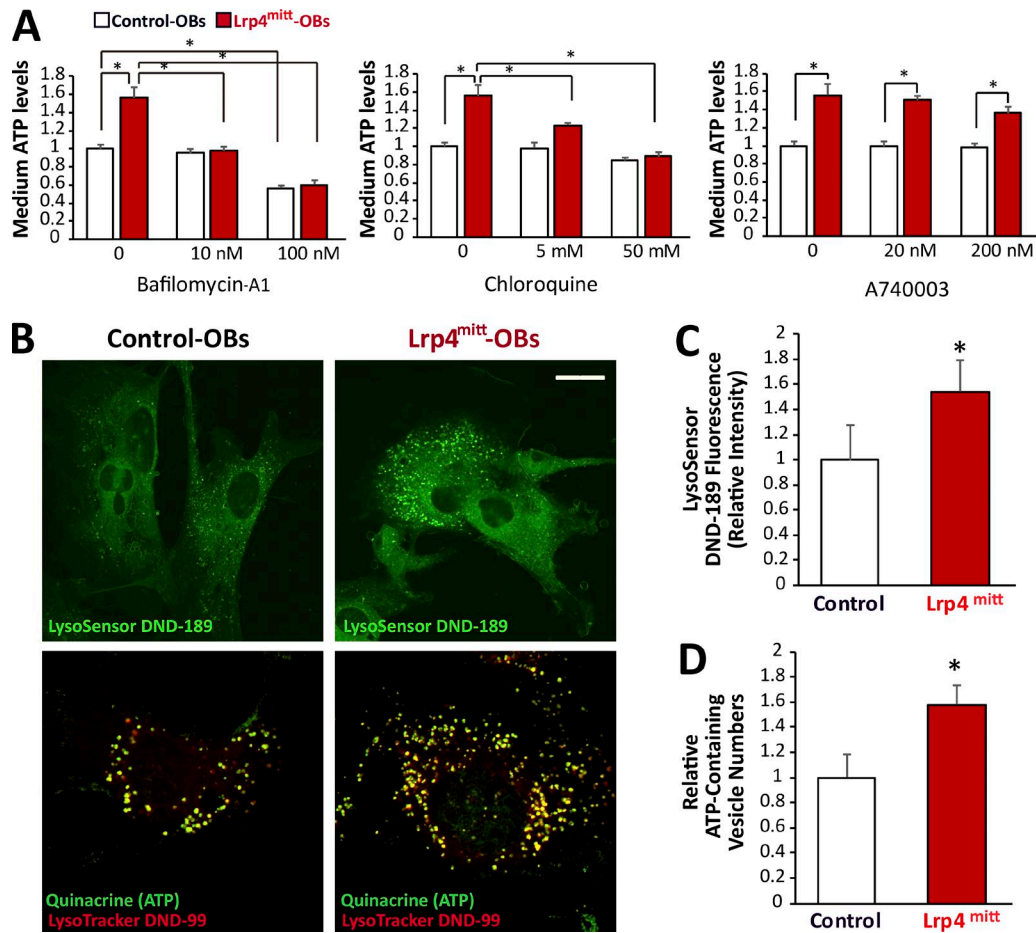 A
Control-OBs
Lrp4mitt-OBs
Medium ATP levels
1.8
1.6
1.4
1.2
1
0.8
0.6
0.4
0.2
0
*
*
*
*
0
10 nM
100 nM
Bafilomycin-A1
Medium ATP levels
1.8
1.6
1.4
1.2
1
0.8
0.6
0.4
0.2
0
*
*
*
0
5 mM
50 mM
Chloroquine
Medium ATP levels
1.8
1.6
1.4
1.2
1
0.8
0.6
0.4
0.2
0
*
*
*
0
20 nM
200 nM
A740003
B
Control-OBs
Lrp4mitt-OBs
LysoSensor DND-189
LysoSensor DND-189
Quinacrine (ATP)
LysoTracker DND-99
Quinacrine (ATP)
LysoTracker DND-99
C
LysoSensor
DND-189 Fluorescence
(Relative Intensity)
2
1.8
1.6
1.4
1.2
1
0.8
0.6
0.4
0.2
0
*
Control
Lrp4 mitt
D
Relative
ATP-Containing
Vesicle Numbers
2
1.8
1.6
1.4
1.2
1
0.8
0.6
0.4
0.2
0
*
Control
Lrp4 mitt